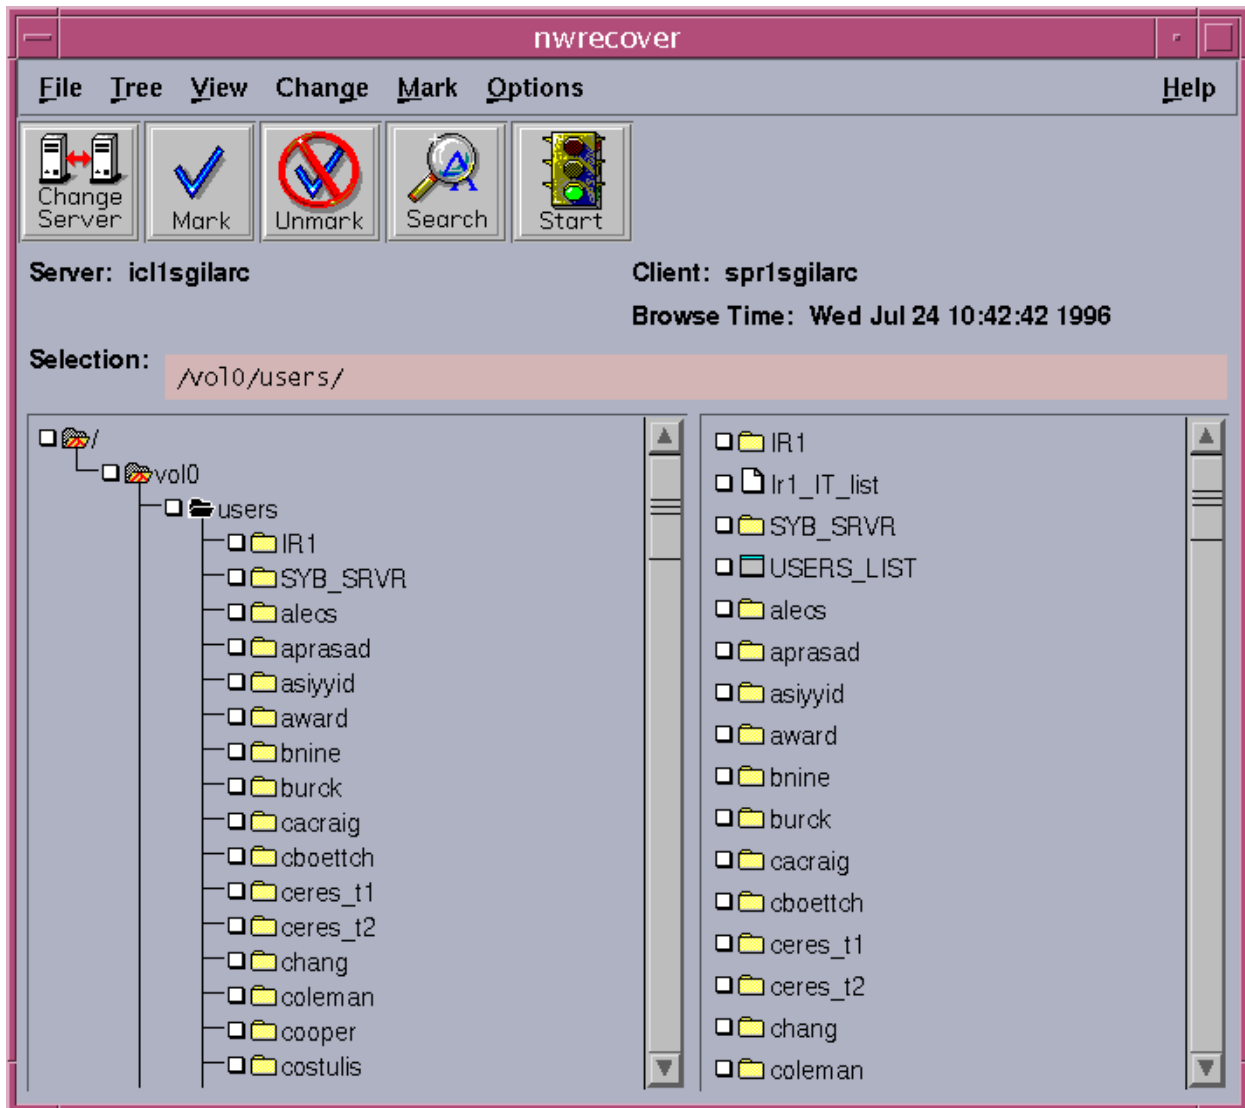 nwrecover
File Tree View Change Mark Options Help
Change Server
Mark
Unmark
Search
Start
Server: icl1sgilarc
Client: spr1sgilarc
Browse Time: Wed Jul 24 10:42:42 1996
Selection: /vol0/users/
/
vol0
users
IR1
SYB_SRVR
alecs
aprasad
asiyyid
award
bnine
burck
cacraig
cboettch
ceres_t1
ceres_t2
chang
coleman
cooper
costulis
IR1
Ir1_IT_list
SYB_SRVR
USERS_LIST
alecs
aprasad
asiyyid
award
bnine
burck
cacraig
cboettch
ceres_t1
ceres_t2
chang
coleman